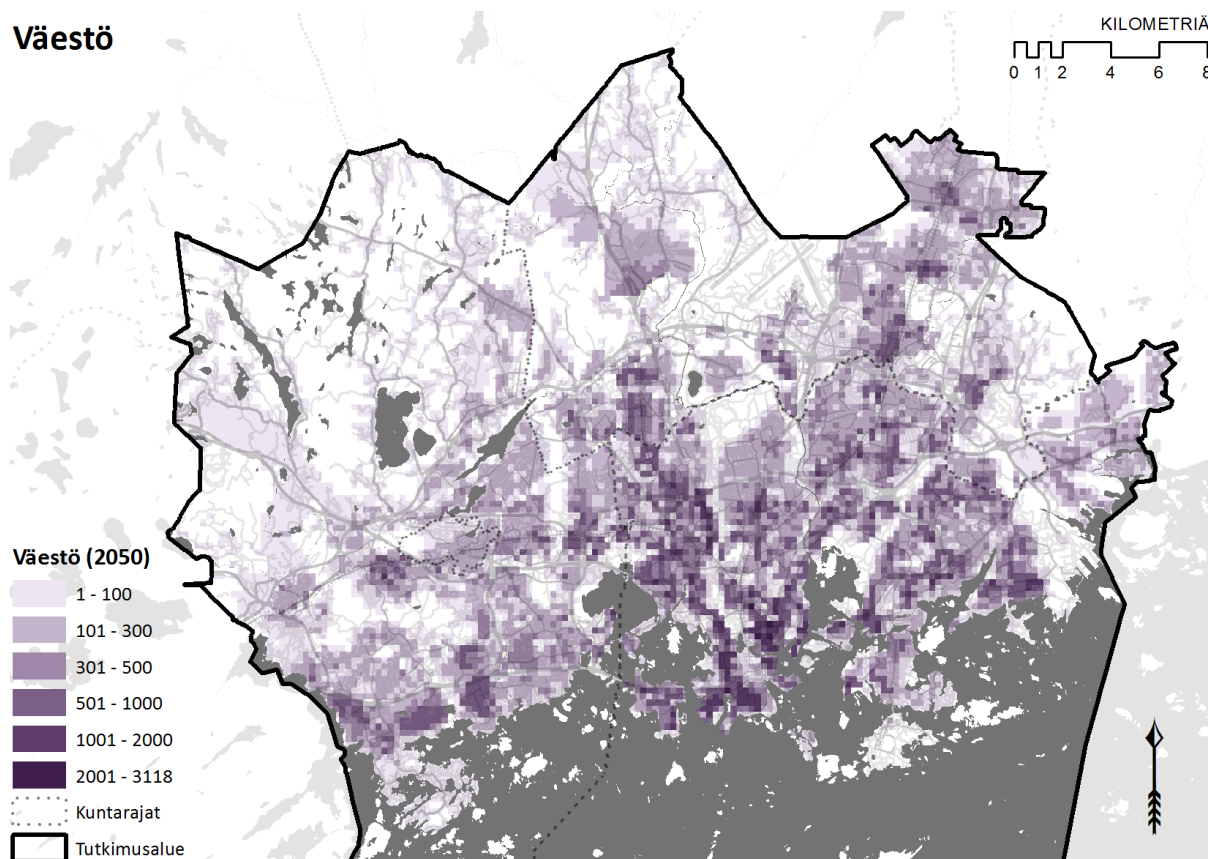 Väestö
KILOMETRIÄ
0 1 2 4 6 8
Väestö (2050)
1 - 100
101 - 300
301 - 500
501 - 1000
1001 - 2000
2001 - 3118
Kuntarajat
Tutkimusalue